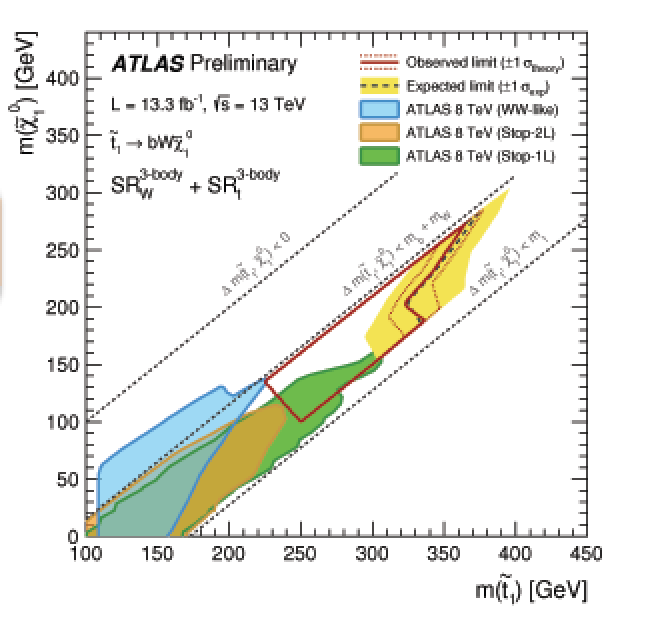 ATLAS Preliminary
L = 13.3 fb⁻¹, √s = 13 TeV
t̃₁ → bWχ̃₁⁰
SR_W^3-body + SR_t^3-body
Observed limit (±1 σ_theory)
Expected limit (±1 σ_exp)
ATLAS 8 TeV (WW-like)
ATLAS 8 TeV (Stop-2L)
ATLAS 8 TeV (Stop-1L)
Δ m(t̃₁, χ̃₁⁰) < 0
Δ m(t̃₁, χ̃₁⁰) < m_b + m_W
Δ m(t̃₁, χ̃₁⁰) < m_t
m(χ̃₁⁰) [GeV]
400
350
300
250
200
150
100
50
0
100 150 200 250 300 350 400 450
m(t̃₁) [GeV]